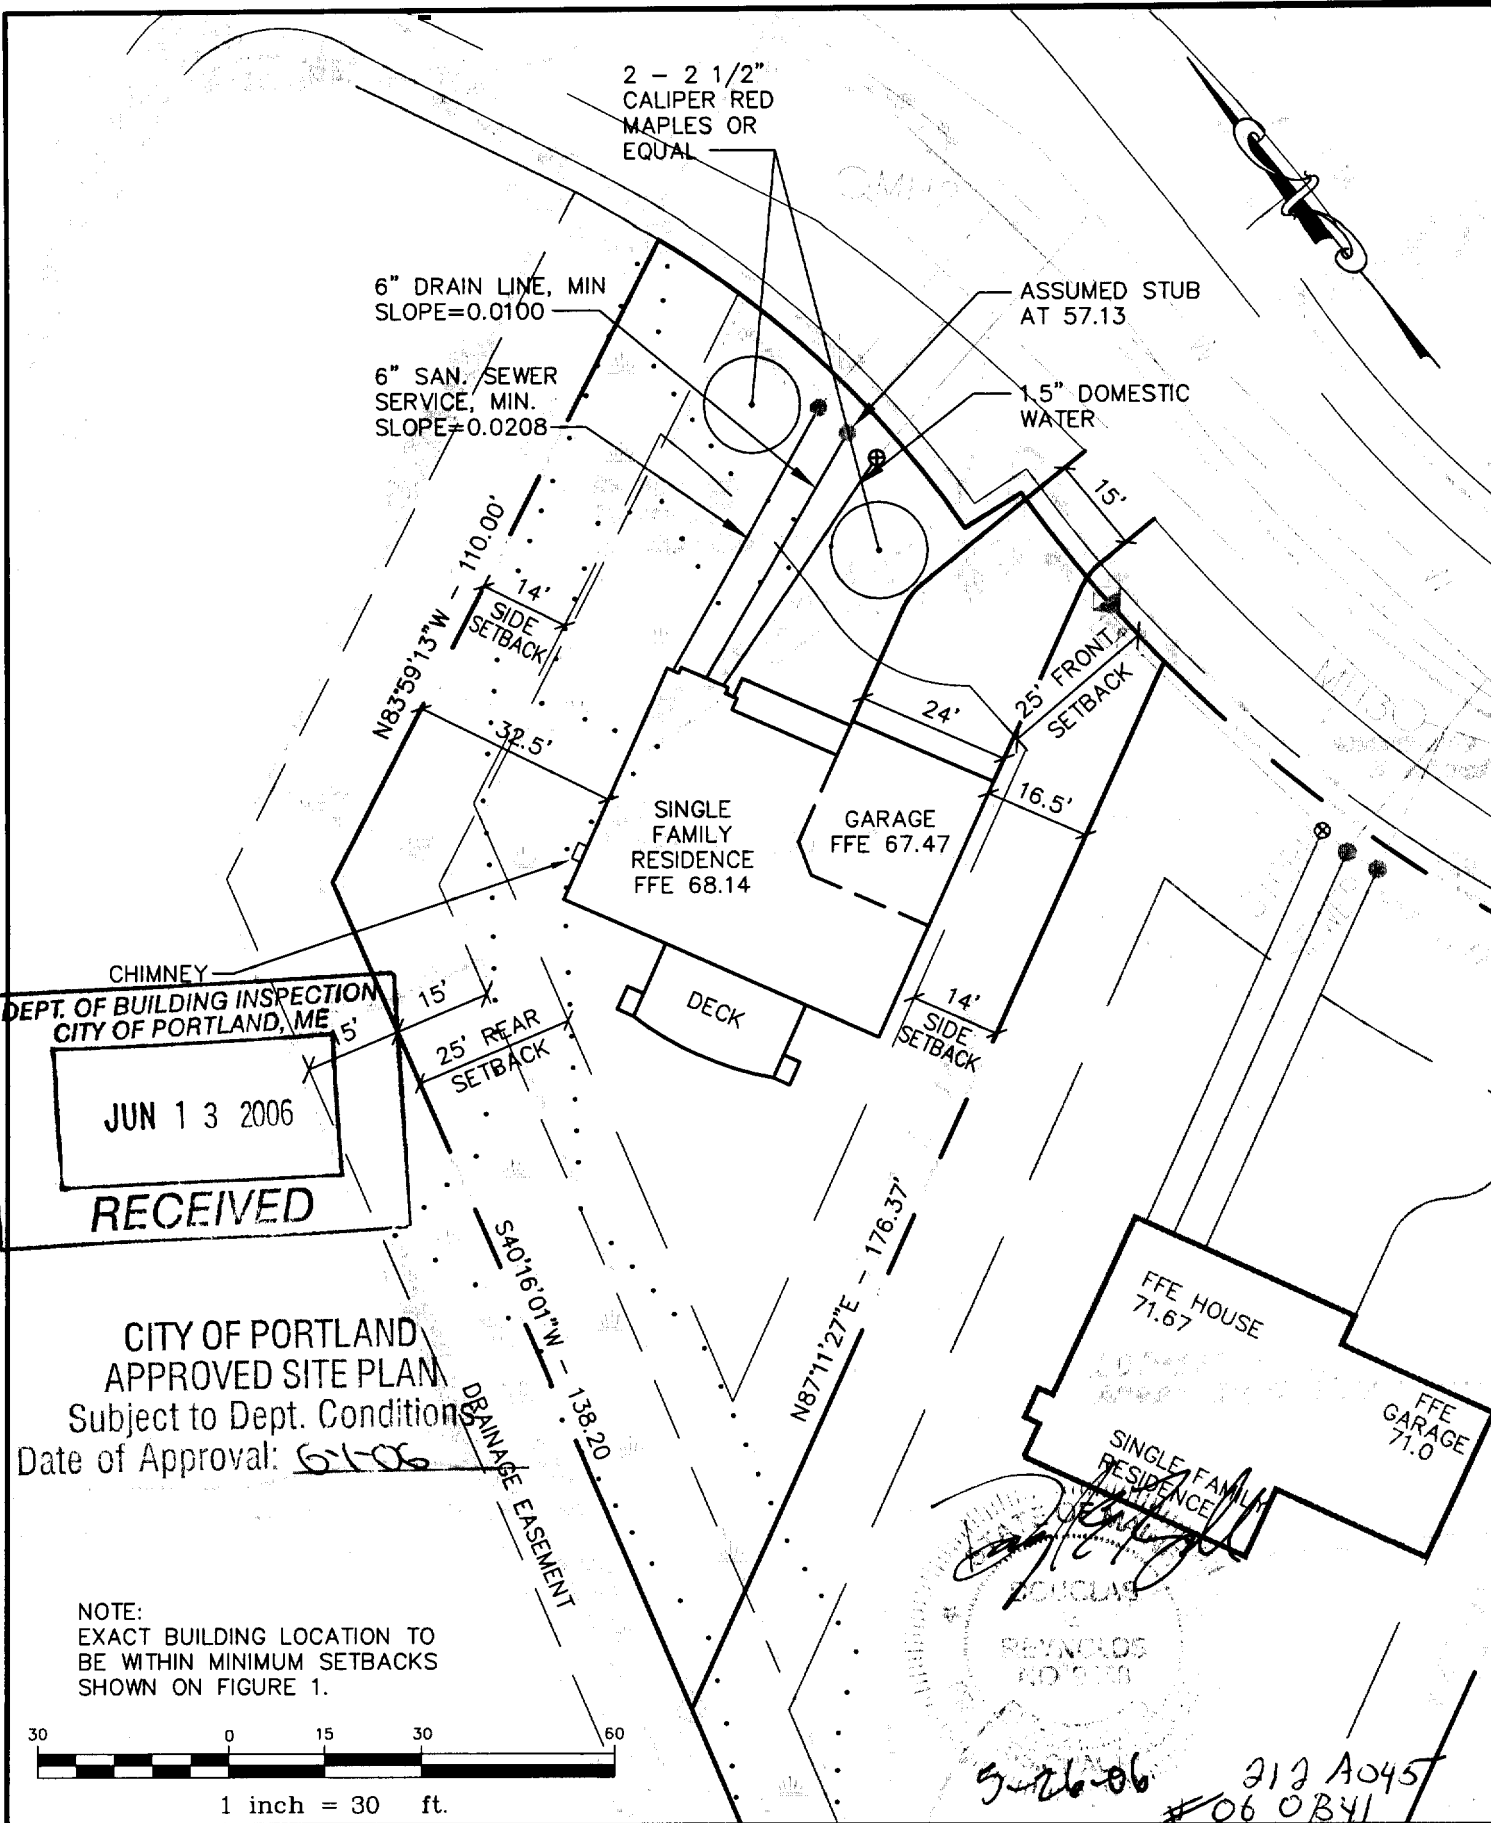 2 - 2 1/2"
CALIPER RED
MAPLES OR
EQUAL
6" DRAIN LINE, MIN
SLOPE=0.0100
ASSUMED STUB
AT 57.13
6" SAN. SEWER
SERVICE, MIN.
SLOPE=0.0208
1.5" DOMESTIC
WATER
15'
N83°59'13"W - 110.00'
14'
SIDE
SETBACK
25' FRONT
SETBACK
32.5'
24'
16.5'
SINGLE
FAMILY
RESIDENCE
FFE 68.14
GARAGE
FFE 67.47
CHIMNEY
DECK
14'
SIDE
SETBACK
15'
15'
25' REAR
SETBACK
DEPT. OF BUILDING INSPECTION
CITY OF PORTLAND, ME
JUN 13 2006
RECEIVED
S40°16'01"W - 138.20
N87°11'27"E - 176.37'
FFE HOUSE
71.67
FFE
GARAGE
71.0
SINGLE FAMILY
RESIDENCE
CITY OF PORTLAND
APPROVED SITE PLAN
Subject to Dept. Conditions
Date of Approval: 6-1-06
DRAINAGE EASEMENT
STATE OF MA
DOUGLAS
REYNOLDS
NOTE:
EXACT BUILDING LOCATION TO
BE WITHIN MINIMUM SETBACKS
SHOWN ON FIGURE 1.
30 0 15 30 60
1 inch = 30 ft.
5-26-06
212 A045
# 06 0841